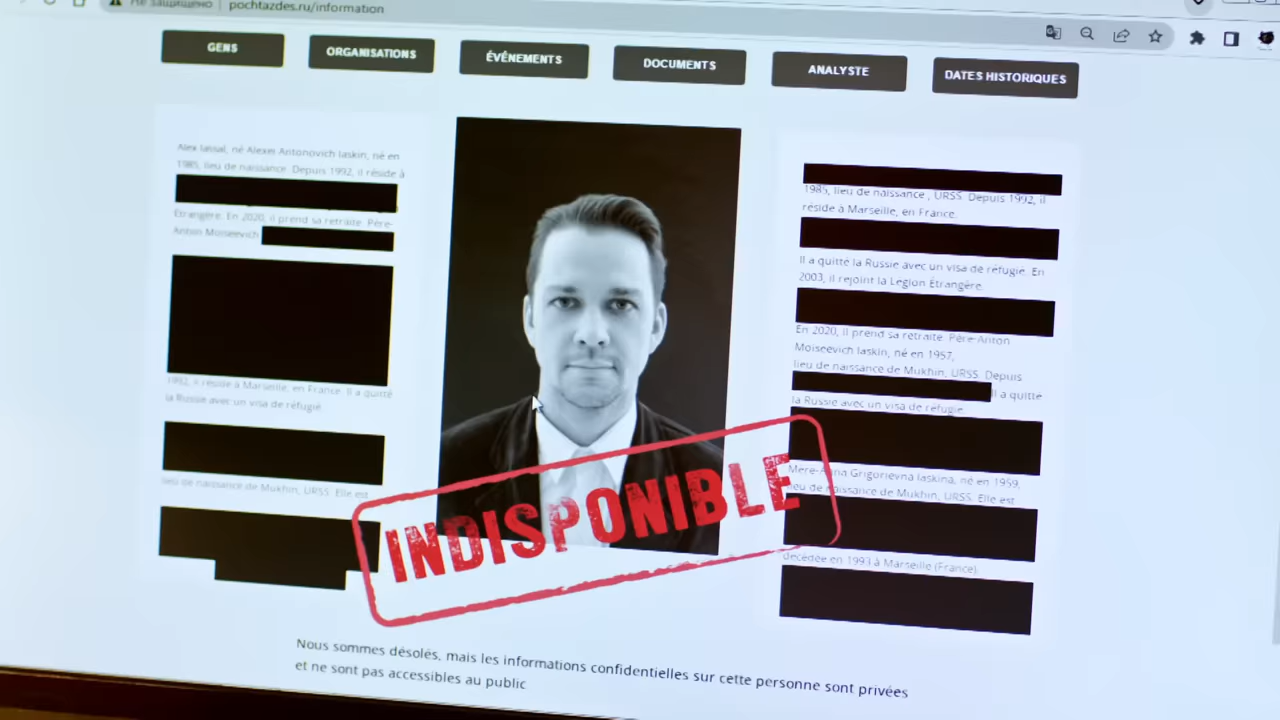 Не защищено
pochtazdes.ru/information
GENS
ORGANISATIONS
ÉVÉNEMENTS
DOCUMENTS
ANALYSTE
DATES HISTORIQUES
Alex Iassal, né Alexei Antonovich Iaskin, né en
1985, lieu de naissance. Depuis 1992, il réside à
Étrangère. En 2020, il prend sa retraite. Père-
Anton Moiseevich
1992, il réside à Marseille, en France. Il a quitté
la Russie avec un visa de réfugié.
lieu de naissance de Mukhin, URSS. Elle est
1985, lieu de naissance , URSS. Depuis 1992, il
réside à Marseille, en France.
Il a quitté la Russie avec un visa de réfugié. En
2003, il rejoint la Légion Étrangère.
En 2020, il prend sa retraite. Père-Anton
Moiseevich Iaskin, né en 1957,
lieu de naissance de Mukhin, URSS. Depuis
Il a quitté
la Russie avec un visa de réfugié.
Mère-Anna Grigorievna Iaskina, né en 1959,
lieu de naissance de Mukhin, URSS. Elle est
décédée en 1993 à Marseille (France).
INDISPONIBLE
Nous sommes désolés, mais les informations confidentielles sur cette personne sont privées
et ne sont pas accessibles au public